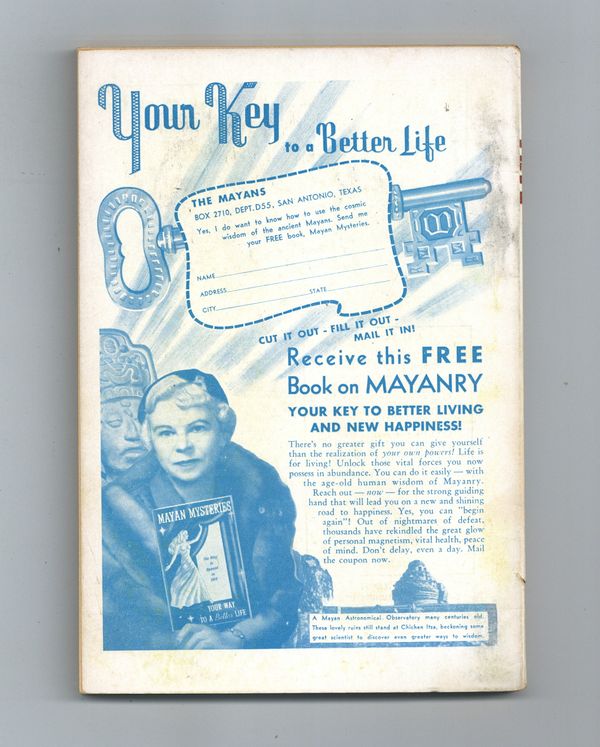 Your Key
to a Better Life
THE MAYANS
BOX 2710, DEPT. D55, SAN ANTONIO, TEXAS
Yes, I do want to know how to use the cosmic
wisdom of the ancient Mayans. Send me
your FREE book, Mayan Mysteries.
NAME
ADDRESS
CITY STATE
CUT IT OUT - FILL IT OUT -
MAIL IT IN!
Receive this FREE
Book on MAYANRY
YOUR KEY TO BETTER LIVING
AND NEW HAPPINESS!
There's no greater gift you can give yourself
than the realization of your own powers! Life is
for living! Unlock those vital forces you now
possess in abundance. You can do it easily — with
the age-old human wisdom of Mayanry.
Reach out — now — for the strong guiding
hand that will lead you on a new and shining
road to happiness. Yes, you can "begin
again"! Out of nightmares of defeat,
thousands have rekindled the great glow
of personal magnetism, vital health, peace
of mind. Don't delay, even a day. Mail
the coupon now.
MAYAN MYSTERIES
YOUR WAY
TO A Better LIFE
A Mayan Astronomical Observatory many centuries old.
These lovely ruins still stand at Chicken Itza, beckoning some
great scientist to discover even greater ways to wisdom.